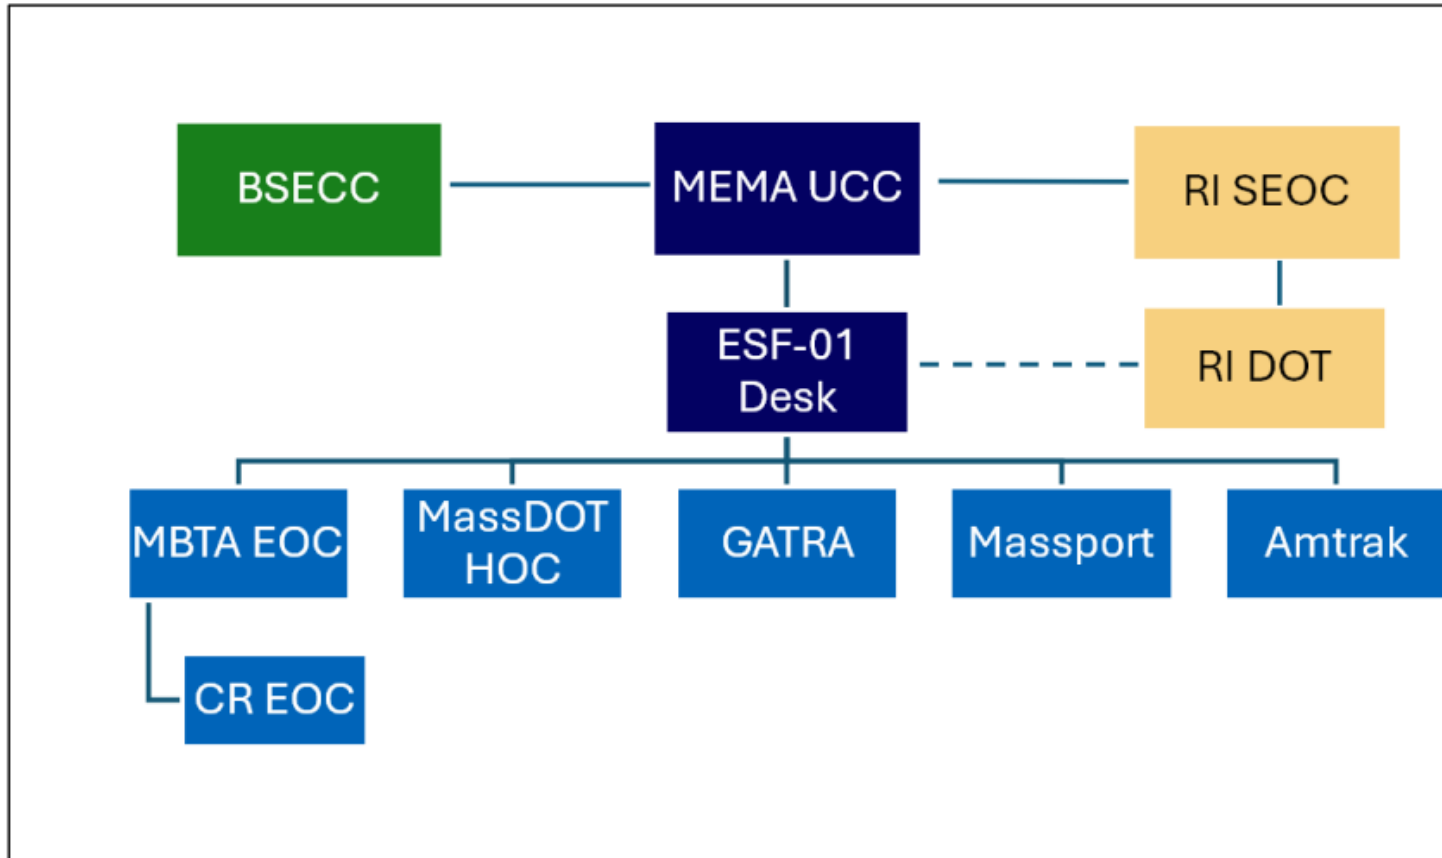 BSECC
MEMA UCC
RI SEOC
ESF-01
Desk
RI DOT
MBTA EOC
MassDOT
HOC
GATRA
Massport
Amtrak
CR EOC